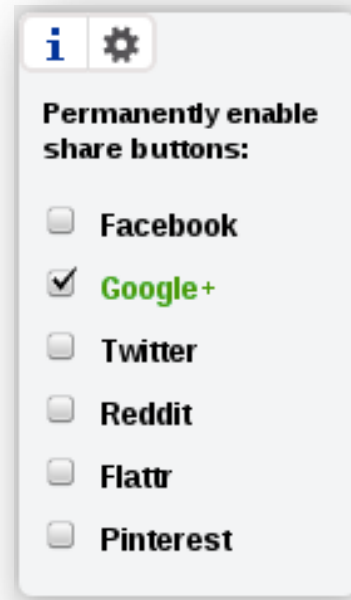 i
Permanently enable
share buttons:
Facebook
Google+
Twitter
Reddit
Flattr
Pinterest